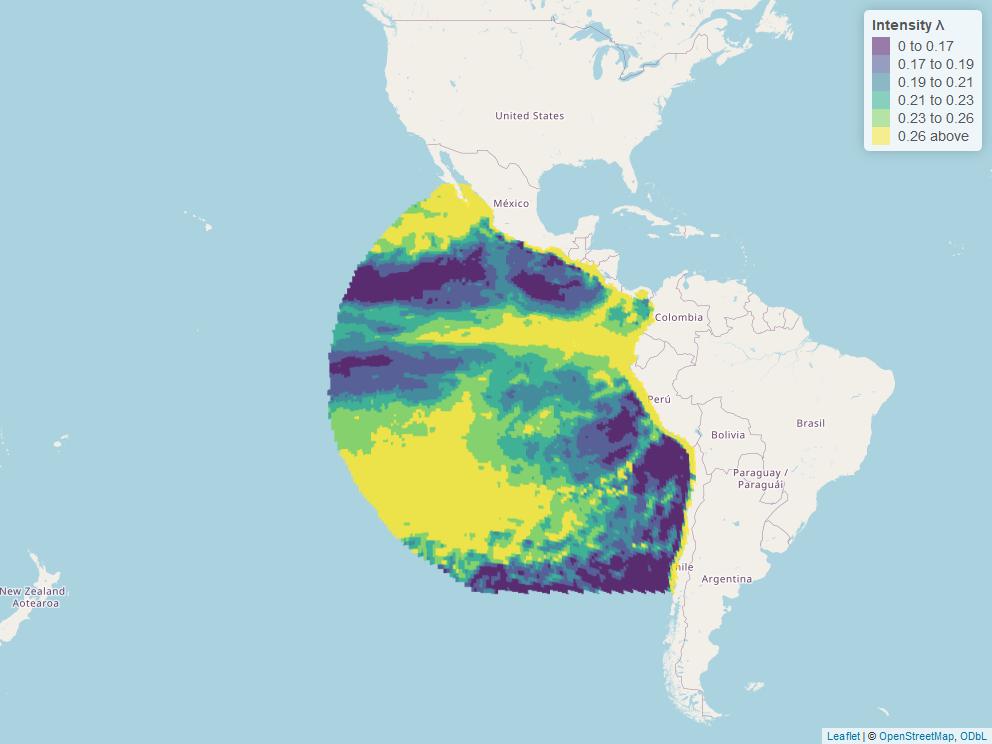 Intensity λ
0 to 0.17
0.17 to 0.19
0.19 to 0.21
0.21 to 0.23
0.23 to 0.26
0.26 above
United States
México
Colombia
Perú
Brasil
Bolivia
Paraguay /
Paraguái
hile
Argentina
New Zealand
Aotearoa
Leaflet | © OpenStreetMap, ODbL